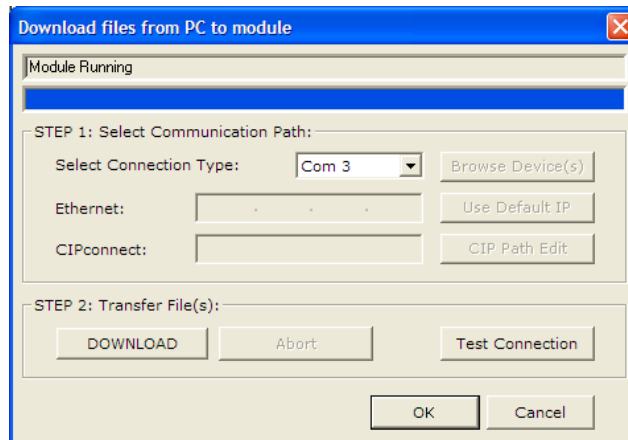 Download files from PC to module
Module Running
STEP 1: Select Communication Path:
Select Connection Type: Com 3 Browse Device(s)
Ethernet: . . . Use Default IP
CIPconnect: CIP Path Edit
STEP 2: Transfer File(s):
DOWNLOAD Abort Test Connection
OK Cancel